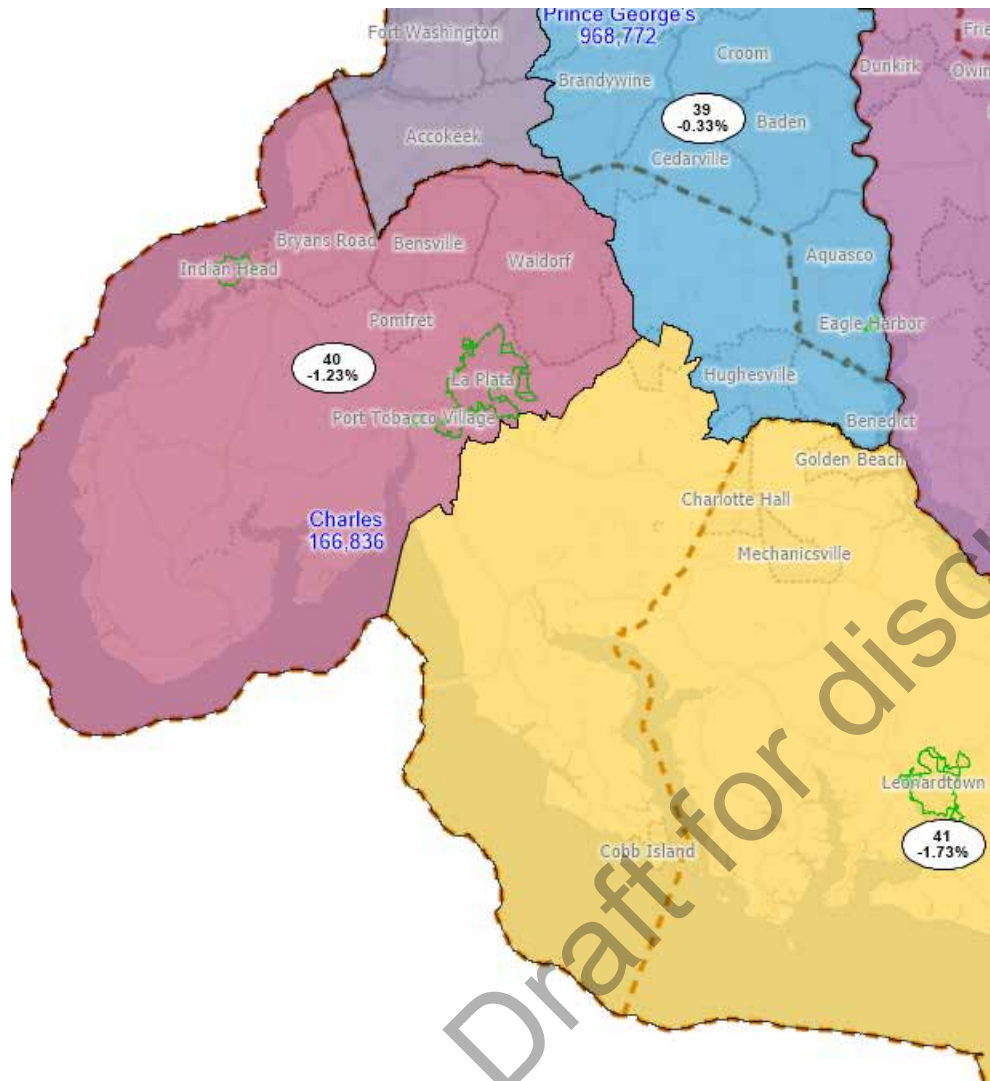 Prince George's
968,772
Fort Washington
Croom
Dunkirk
Brandywine
39
-0.33%
Baden
Accokeek
Cedarville
Bryans Road
Bensville
Waldorf
Aquasco
Indian Head
Pomfret
Eagle Harbor
40
-1.23%
La Plata
Hughesville
Port Tobacco Village
Benedict
Golden Beach
Charlotte Hall
Charles
166,836
Mechanicsville
Leonardtown
41
-1.73%
Cobb Island
Draft for disc